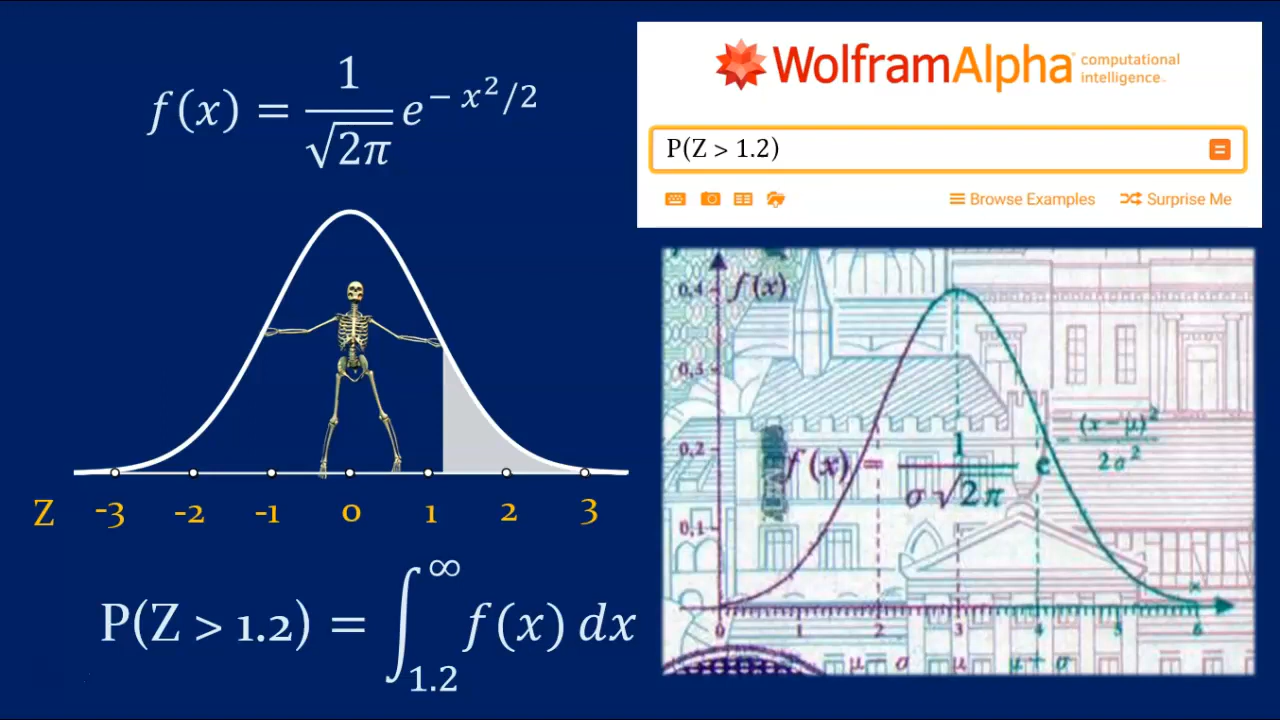 f(x) = 1/√2π e^(− x²/2)
Z -3 -2 -1 0 1 2 3
P(Z > 1.2) = ∫_1.2^∞ f(x) dx
WolframAlpha computational intelligence™
P(Z > 1.2) =
Browse Examples Surprise Me
0,4 f(x)
0,3
0,2
f(x) = 1/σ√2π e^(− (x−μ)²/2σ²)
0,1
x
0 1 2 3 4 5 6
μ−σ μ μ+σ